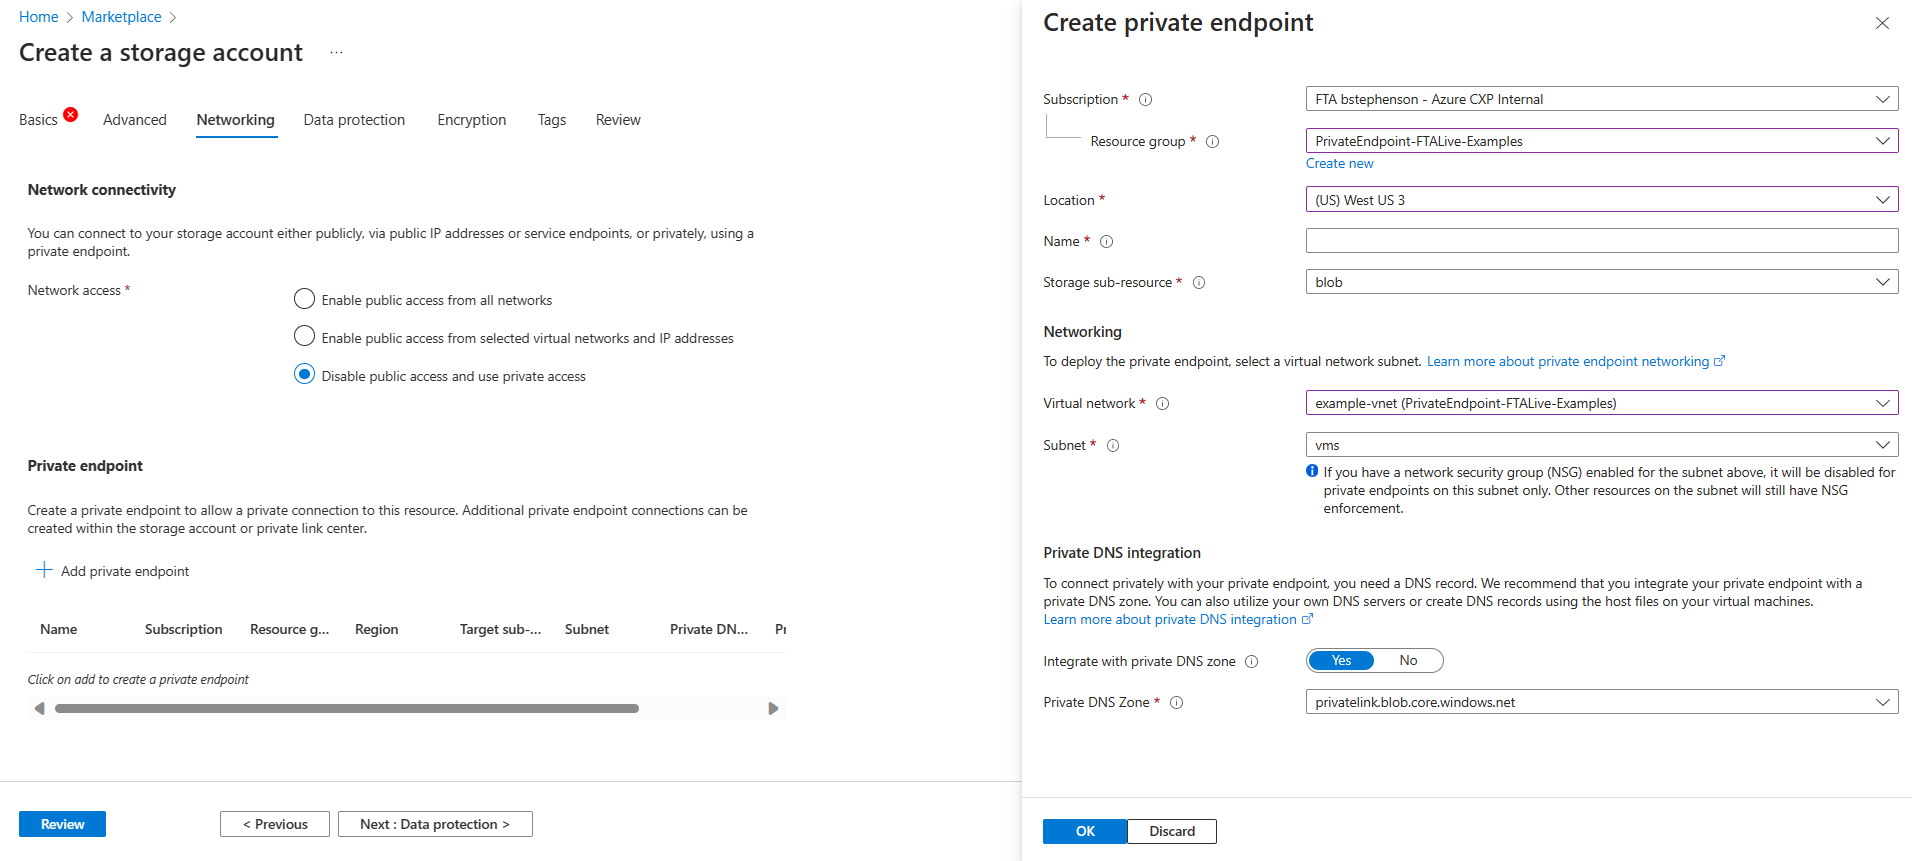 Home > Marketplace >
Create a storage account ...
Basics
Advanced
Networking
Data protection
Encryption
Tags
Review
Network connectivity
You can connect to your storage account either publicly, via public IP addresses or service endpoints, or privately, using a
private endpoint.
Network access *
Enable public access from all networks
Enable public access from selected virtual networks and IP addresses
Disable public access and use private access
Private endpoint
Create a private endpoint to allow a private connection to this resource. Additional private endpoint connections can be
created within the storage account or private link center.
Add private endpoint
Name Subscription Resource g... Region Target sub-... Subnet Private DN...
Click on add to create a private endpoint
Review
< Previous
Next : Data protection >
Create private endpoint
Subscription *
FTA bstephenson - Azure CXP Internal
Resource group *
PrivateEndpoint-FTALive-Examples
Create new
Location *
(US) West US 3
Name *
Storage sub-resource *
blob
Networking
To deploy the private endpoint, select a virtual network subnet. Learn more about private endpoint networking
Virtual network *
example-vnet (PrivateEndpoint-FTALive-Examples)
Subnet *
vms
If you have a network security group (NSG) enabled for the subnet above, it will be disabled for
private endpoints on this subnet only. Other resources on the subnet will still have NSG
enforcement.
Private DNS integration
To connect privately with your private endpoint, you need a DNS record. We recommend that you integrate your private endpoint with a
private DNS zone. You can also utilize your own DNS servers or create DNS records using the host files on your virtual machines.
Learn more about private DNS integration
Integrate with private DNS zone
Yes No
Private DNS Zone *
privatelink.blob.core.windows.net
OK
Discard